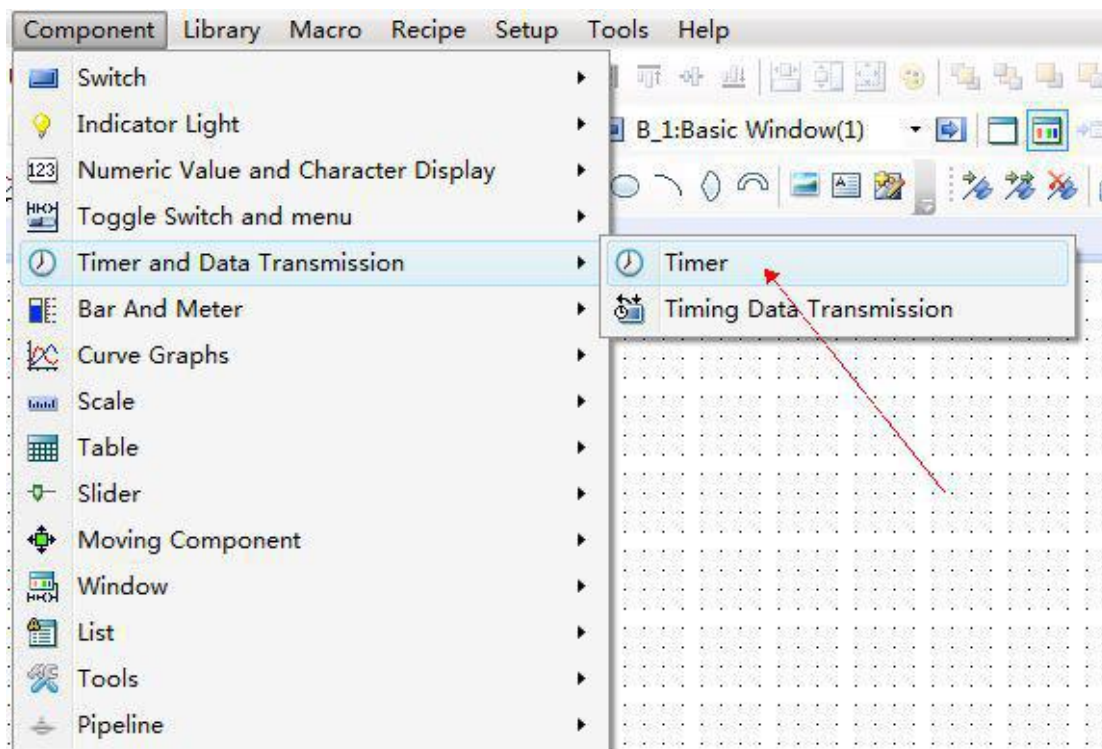 Component Library Macro Recipe Setup Tools Help
Switch
B_1:Basic Window(1)
Indicator Light
123 Numeric Value and Character Display
Toggle Switch and menu
Timer and Data Transmission
Timer
Timing Data Transmission
Bar And Meter
Curve Graphs
Scale
Table
Slider
Moving Component
Window
List
Tools
Pipeline